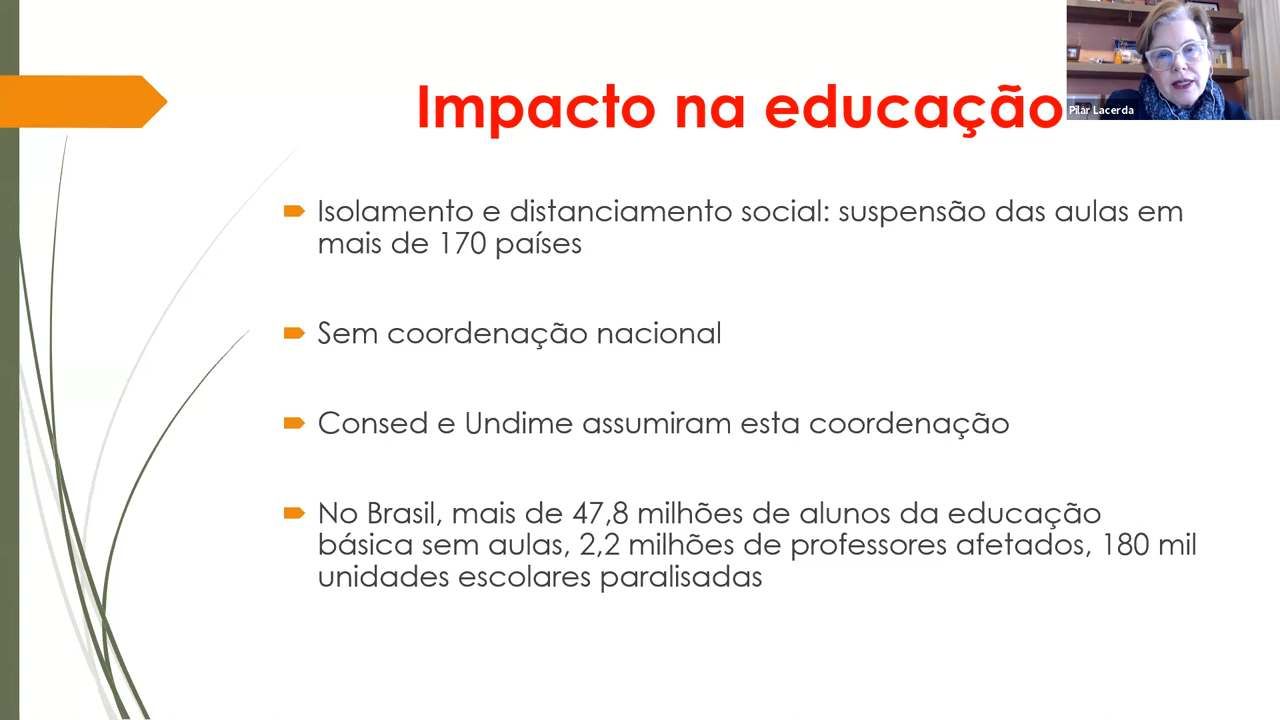 Impacto na educação
Pilar Lacerda
Isolamento e distanciamento social: suspensão das aulas em
mais de 170 países
Sem coordenação nacional
Consed e Undime assumiram esta coordenação
No Brasil, mais de 47,8 milhões de alunos da educação
básica sem aulas, 2,2 milhões de professores afetados, 180 mil
unidades escolares paralisadas